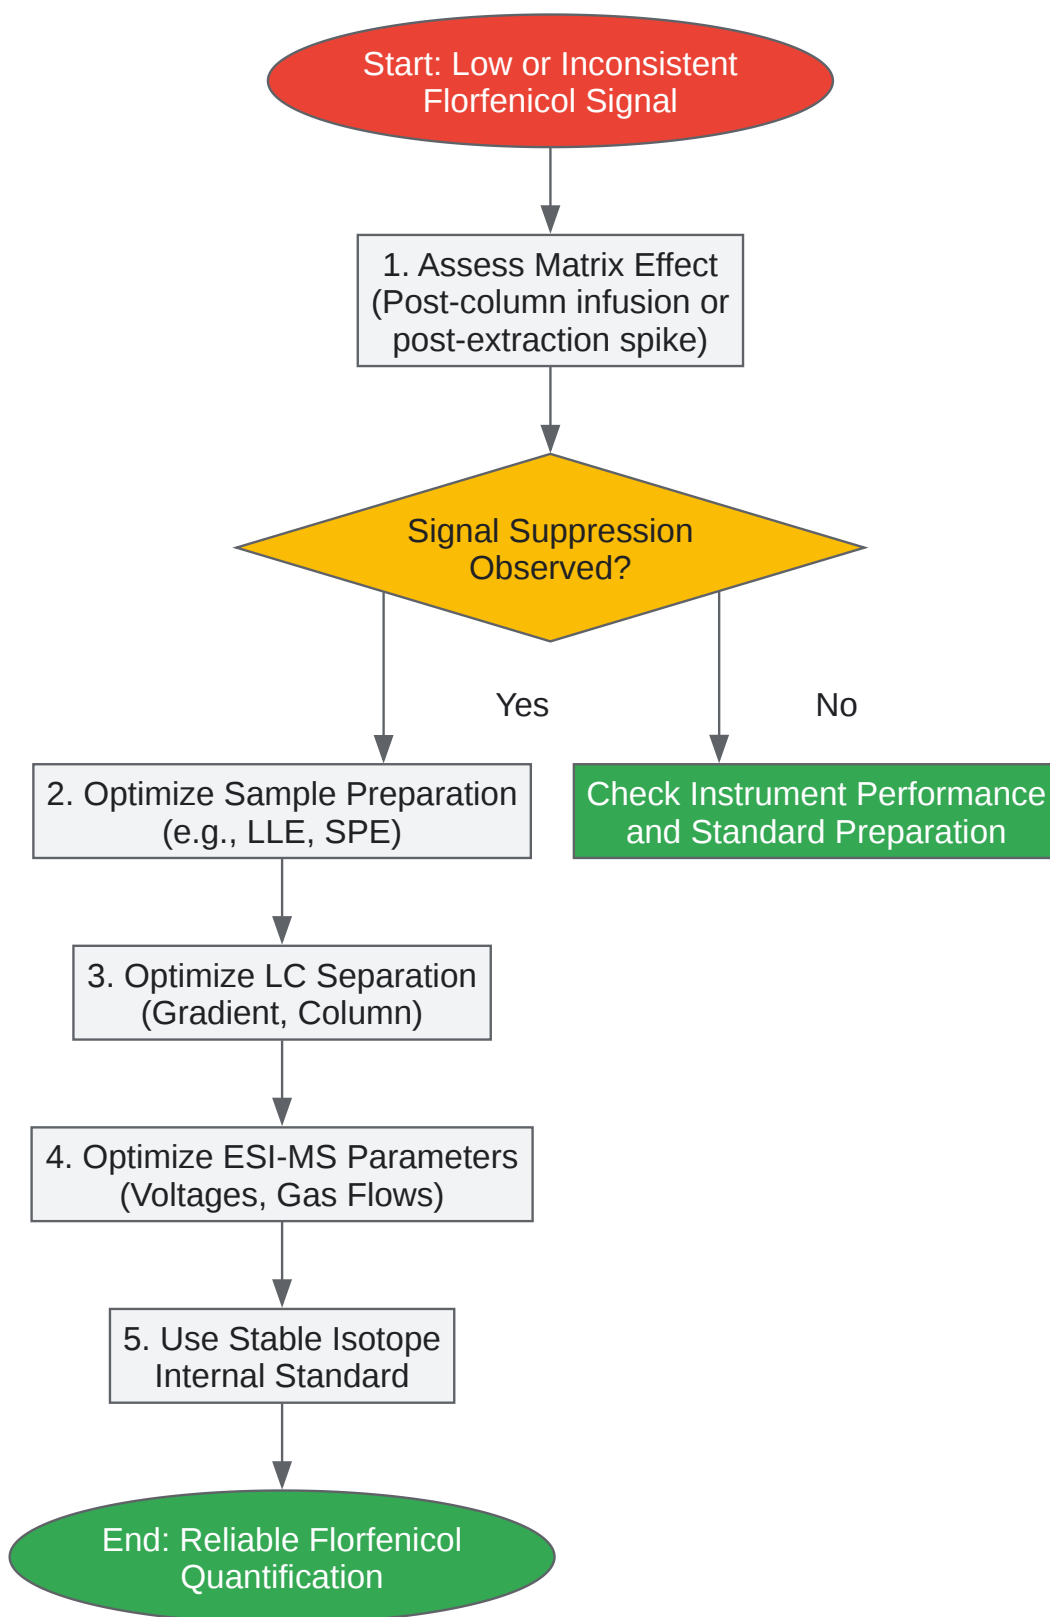 Start: Low or Inconsistent
Florfenicol Signal
1. Assess Matrix Effect
(Post-column infusion or
post-extraction spike)
Signal Suppression
Observed?
Yes
No
2. Optimize Sample Preparation
(e.g., LLE, SPE)
Check Instrument Performance
and Standard Preparation
3. Optimize LC Separation
(Gradient, Column)
4. Optimize ESI-MS Parameters
(Voltages, Gas Flows)
5. Use Stable Isotope
Internal Standard
End: Reliable Florfenicol
Quantification